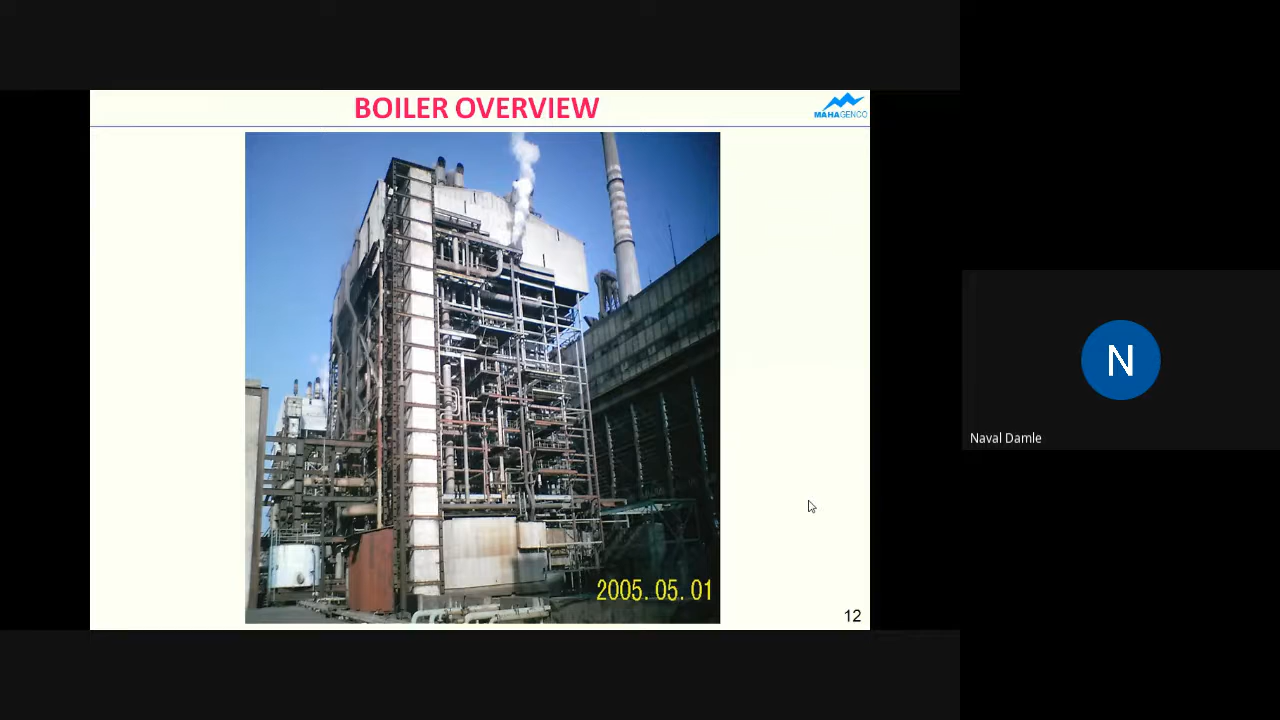 BOILER OVERVIEW
MAHAGENCO
2005.05.01
12
N
Naval Damle